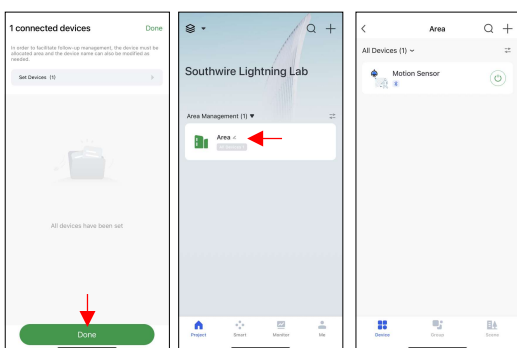 1 connected devices
Done
In order to facilitate follow-up management, the device must be
allocated area and the device name can also be modified as
needed.
Set Devices (1)
All devices have been set
Done
Southwire Lightning Lab
Area Management (1)
Area
Project
Smart
Member
Me
Area
All Devices (1)
Motion Sensor
Device
Group
Scene